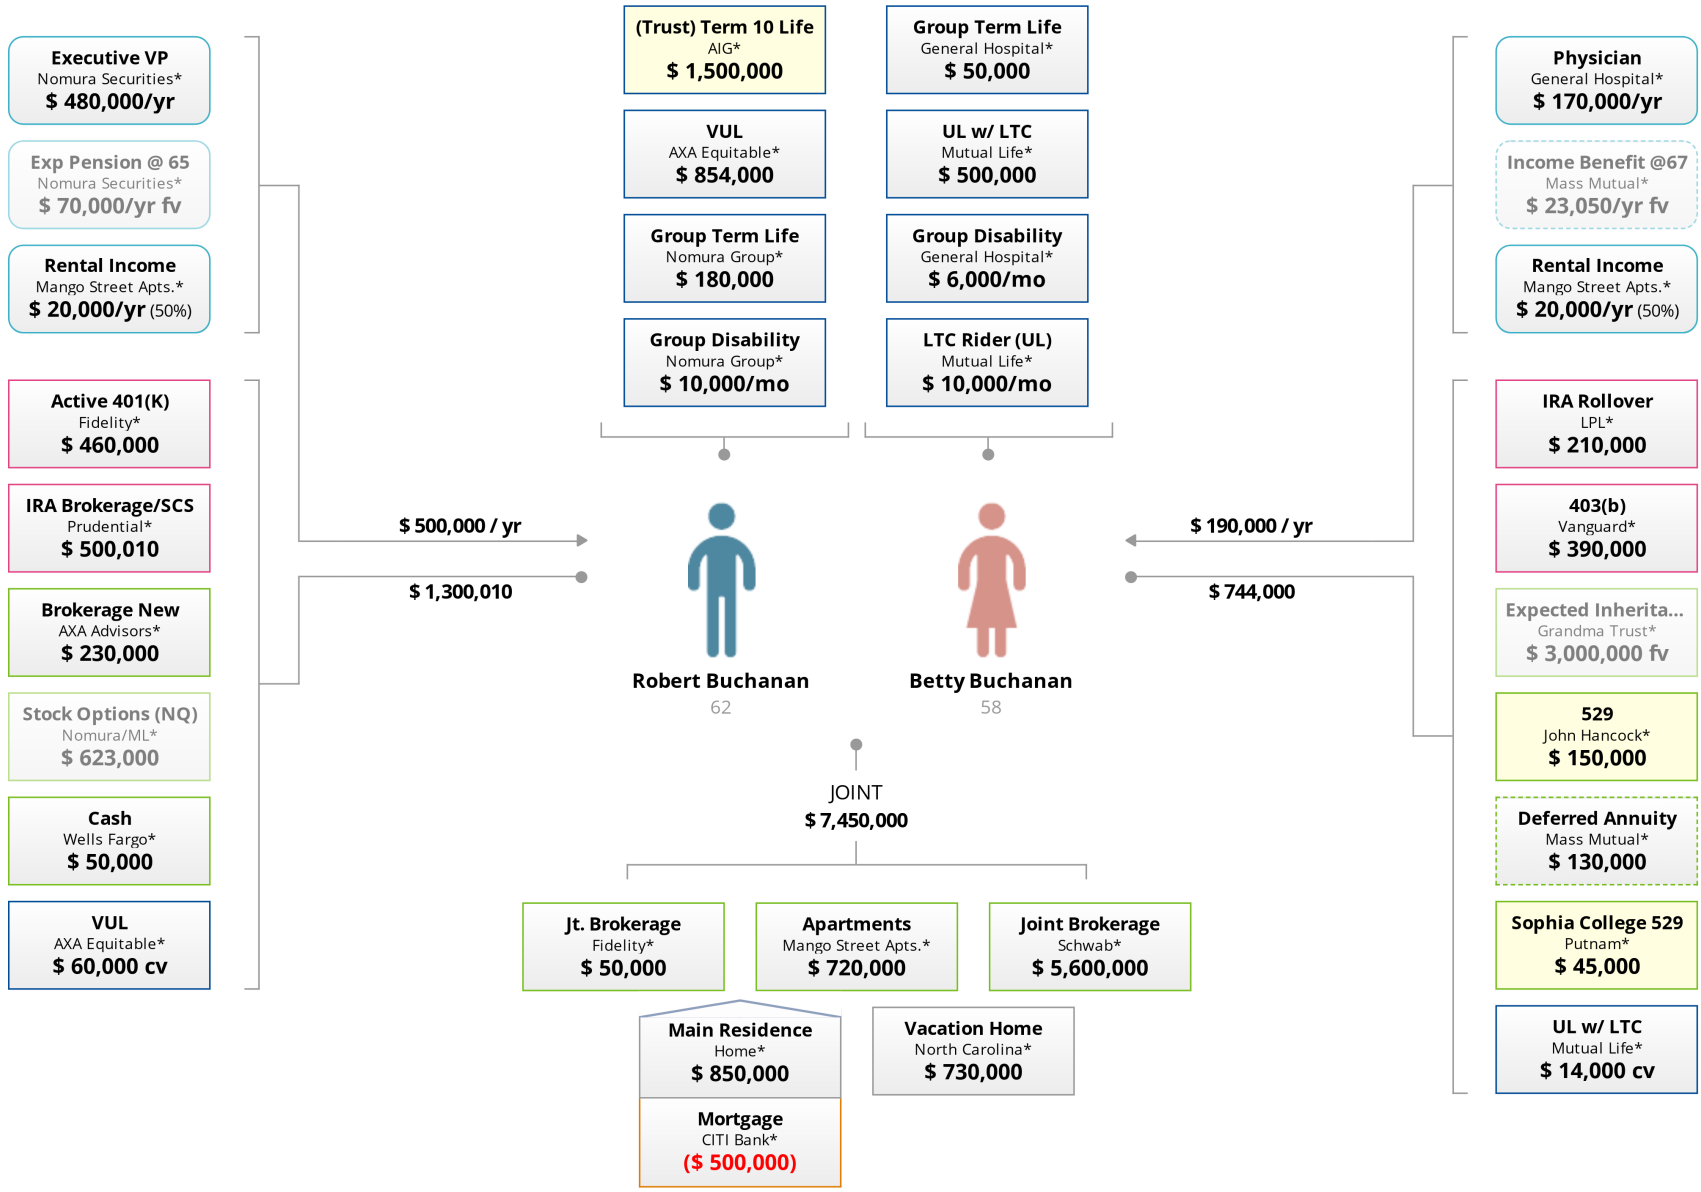 Executive VP
Nomura Securities*
$ 480,000/yr
Exp Pension @ 65
Nomura Securities*
$ 70,000/yr fv
Rental Income
Mango Street Apts.*
$ 20,000/yr (50%)
Active 401(K)
Fidelity*
$ 460,000
IRA Brokerage/SCS
Prudential*
$ 500,010
Brokerage New
AXA Advisors*
$ 230,000
Stock Options (NQ)
Nomura/ML*
$ 623,000
Cash
Wells Fargo*
$ 50,000
VUL
AXA Equitable*
$ 60,000 cv
(Trust) Term 10 Life
AIG*
$ 1,500,000
VUL
AXA Equitable*
$ 854,000
Group Term Life
Nomura Group*
$ 180,000
Group Disability
Nomura Group*
$ 10,000/mo
Group Term Life
General Hospital*
$ 50,000
UL w/ LTC
Mutual Life*
$ 500,000
Group Disability
General Hospital*
$ 6,000/mo
LTC Rider (UL)
Mutual Life*
$ 10,000/mo
$ 500,000 / yr
$ 1,300,010
$ 190,000 / yr
$ 744,000
Robert Buchanan
62
Betty Buchanan
58
JOINT
$ 7,450,000
Jt. Brokerage
Fidelity*
$ 50,000
Apartments
Mango Street Apts.*
$ 720,000
Joint Brokerage
Schwab*
$ 5,600,000
Main Residence
Home*
$ 850,000
Mortgage
CITI Bank*
($ 500,000)
Vacation Home
North Carolina*
$ 730,000
Physician
General Hospital*
$ 170,000/yr
Income Benefit @67
Mass Mutual*
$ 23,050/yr fv
Rental Income
Mango Street Apts.*
$ 20,000/yr (50%)
IRA Rollover
LPL*
$ 210,000
403(b)
Vanguard*
$ 390,000
Expected Inherita...
Grandma Trust*
$ 3,000,000 fv
529
John Hancock*
$ 150,000
Deferred Annuity
Mass Mutual*
$ 130,000
Sophia College 529
Putnam*
$ 45,000
UL w/ LTC
Mutual Life*
$ 14,000 cv